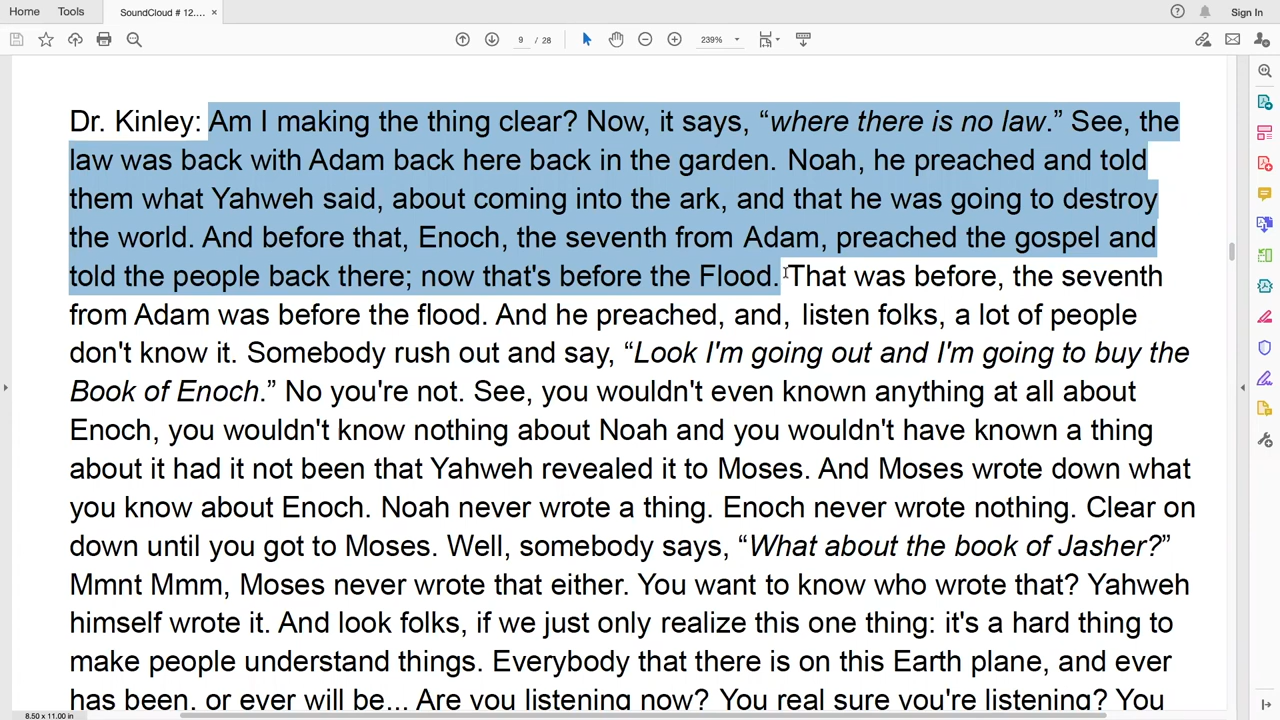 Home Tools SoundCloud # 12.... × Sign In
9 / 28 239%
Dr. Kinley: Am I making the thing clear? Now, it says, “where there is no law.” See, the
law was back with Adam back here back in the garden. Noah, he preached and told
them what Yahweh said, about coming into the ark, and that he was going to destroy
the world. And before that, Enoch, the seventh from Adam, preached the gospel and
told the people back there; now that's before the Flood. That was before, the seventh
from Adam was before the flood. And he preached, and, listen folks, a lot of people
don't know it. Somebody rush out and say, “Look I'm going out and I'm going to buy the
Book of Enoch.” No you're not. See, you wouldn't even known anything at all about
Enoch, you wouldn't know nothing about Noah and you wouldn't have known a thing
about it had it not been that Yahweh revealed it to Moses. And Moses wrote down what
you know about Enoch. Noah never wrote a thing. Enoch never wrote nothing. Clear on
down until you got to Moses. Well, somebody says, “What about the book of Jasher?”
Mmnt Mmm, Moses never wrote that either. You want to know who wrote that? Yahweh
himself wrote it. And look folks, if we just only realize this one thing: it's a hard thing to
make people understand things. Everybody that there is on this Earth plane, and ever
has been, or ever will be... Are you listening now? You real sure you're listening? You
8.50 x 11.00 in